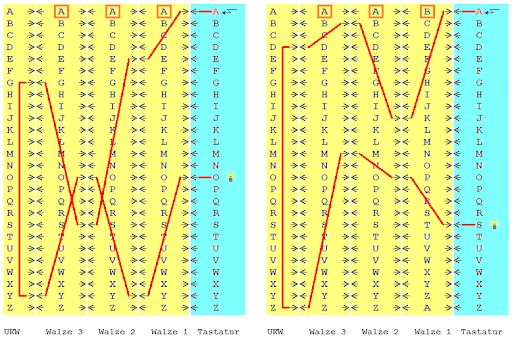 A A A A A
B B B B B
C C C C C
D D D D D
E E E E E
F F F F F
G G G G G
H H H H H
I I I I I
J J J J J
K K K K K
L L L L L
M M M M M
N N N N N
O O O O O
P P P P P
Q Q Q Q Q
R R R R R
S S S S S
T T T T T
U U U U U
V V V V V
W W W W W
X X X X X
Y Y Y Y Y
Z Z Z Z Z
UKW Walze 3 Walze 2 Walze 1 Tastatur
A A A B A
B B B C B
C C C D C
D D D E D
E E E F E
F F F G F
G G G H G
H H H I H
I I I J I
J J J K J
K K K L K
L L L M L
M M M N M
N N N O N
O O O P O
P P P Q P
Q Q Q R Q
R R R S R
S S S T S
T T T U T
U U U V U
V V V W V
W W W X W
X X X Y X
Y Y Y Z Y
Z Z Z A Z
UKW Walze 3 Walze 2 Walze 1 Tastatur